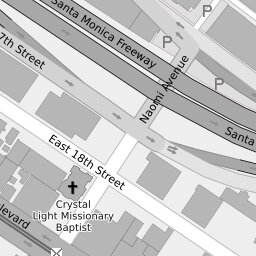 P
Santa Monica Freeway
P
7th Street
P
Naomi Avenue
P
Santa
East 18th Street
Crystal
Light Missionary
Baptist
levard